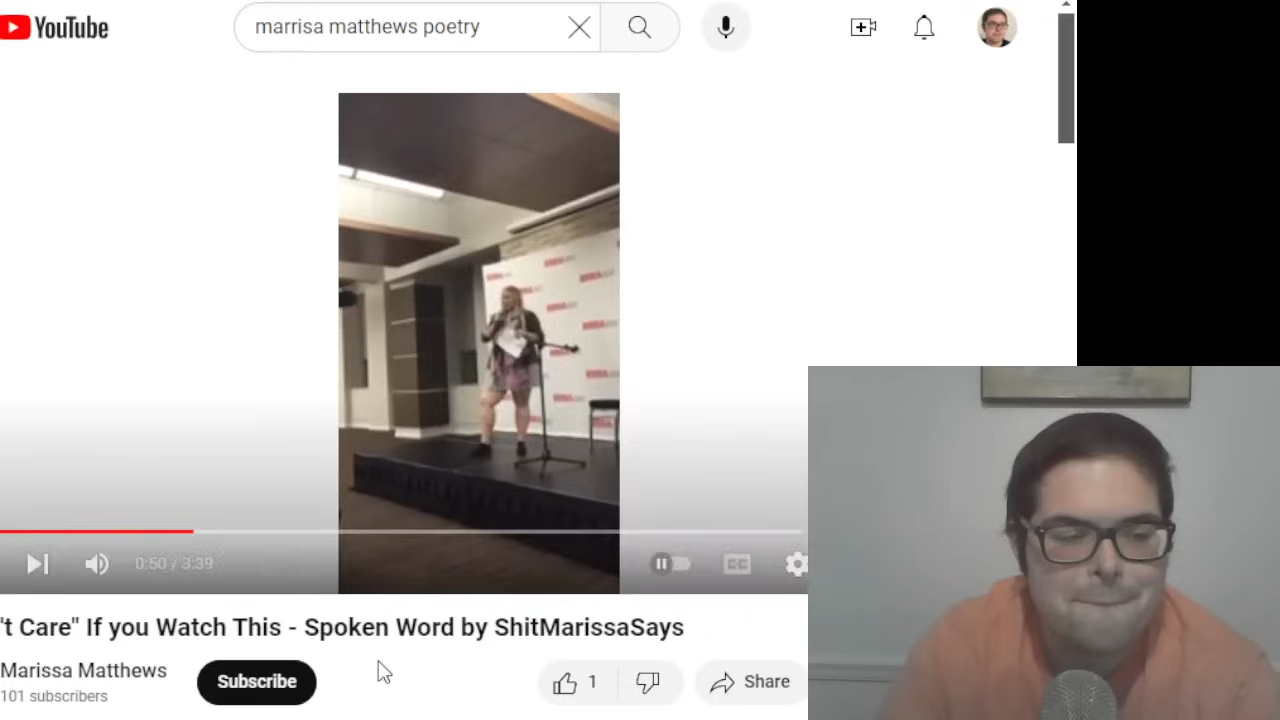 YouTube
marrisa matthews poetry
0:50 / 3:39
CC
't Care" If you Watch This - Spoken Word by ShitMarissaSays
Marissa Matthews
101 subscribers
Subscribe
1
Share